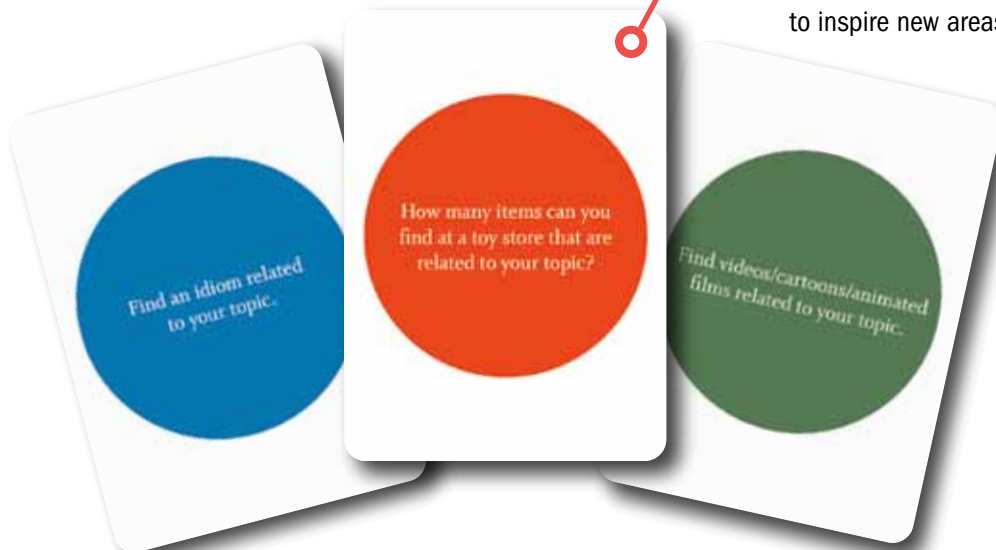 to inspire new areas
Find an idiom related
to your topic.
How many items can you
find at a toy store that are
related to your topic?
Find videos/cartoons/animated
films related to your topic.